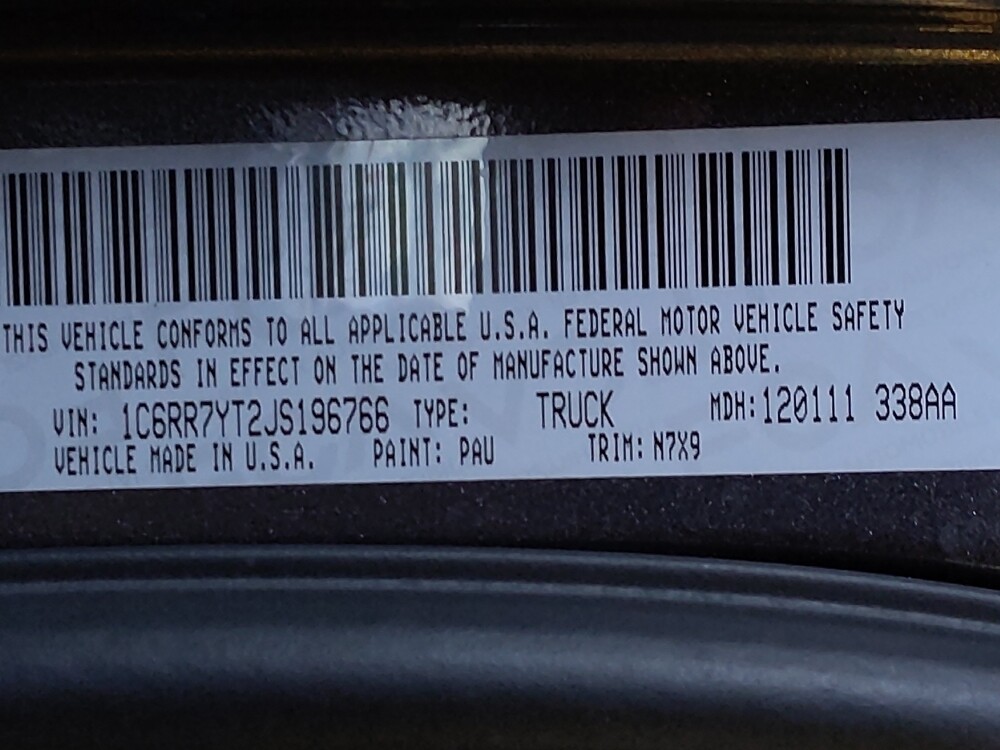 THIS VEHICLE CONFORMS TO ALL APPLICABLE U.S.A. FEDERAL MOTOR VEHICLE SAFETY
STANDARDS IN EFFECT ON THE DATE OF MANUFACTURE SHOWN ABOVE.
VIN: 1C6RR7YT2JS196766 TYPE: TRUCK MDH:120111 338AA
VEHICLE MADE IN U.S.A. PAINT: PAU TRIM: N7X9